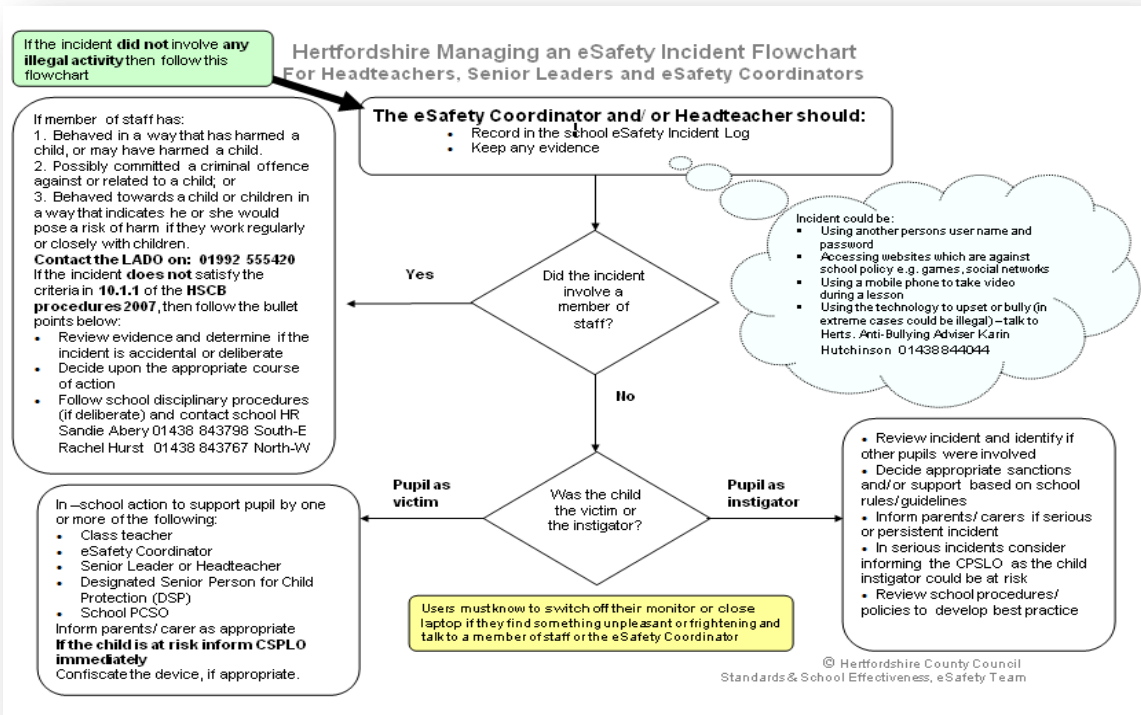 If the incident did not involve any
illegal activity then follow this
flowchart
Hertfordshire Managing an eSafety Incident Flowchart
For Headteachers, Senior Leaders and eSafety Coordinators
The eSafety Coordinator and/ or Headteacher should:
• Record in the school eSafety Incident Log
• Keep any evidence
If member of staff has:
1. Behaved in a way that has harmed a
child, or may have harmed a child.
2. Possibly committed a criminal offence
against or related to a child; or
3. Behaved towards a child or children in
a way that indicates he or she would
pose a risk of harm if they work regularly
or closely with children.
Contact the LADO on: 01992 555420
If the incident does not satisfy the
criteria in 10.1.1 of the HSCB
procedures 2007, then follow the bullet
points below:
• Review evidence and determine if the
incident is accidental or deliberate
• Decide upon the appropriate course
of action
• Follow school disciplinary procedures
(if deliberate) and contact school HR
Sandie Abery 01438 843798 South-E
Rachel Hurst 01438 843767 North-W
Yes
Did the incident
involve a
member of
staff?
Incident could be:
▪ Using another persons user name and
password
▪ Accessing websites which are against
school policy e.g. games, social networks
▪ Using a mobile phone to take video
during a lesson
▪ Using the technology to upset or bully (in
extreme cases could be illegal) – talk to
Herts. Anti-Bullying Adviser Karin
Hutchinson 01438 844044
No
Pupil as
victim
Was the child
the victim or
the instigator?
Pupil as
instigator
In –school action to support pupil by one
or more of the following:
• Class teacher
• eSafety Coordinator
• Senior Leader or Headteacher
• Designated Senior Person for Child
Protection (DSP)
• School PCSO
Inform parents/ carer as appropriate
If the child is at risk inform CSPLO
immediately
Confiscate the device, if appropriate.
• Review incident and identify if
other pupils were involved
• Decide appropriate sanctions
and/ or support based on school
rules/ guidelines
• Inform parents/ carers if serious
or persistent incident
• In serious incidents consider
informing the CPSLO as the child
instigator could be at risk
• Review school procedures/
policies to develop best practice
Users must know to switch off their monitor or close
laptop if they find something unpleasant or frightening and
talk to a member of staff or the eSafety Coordinator
© Hertfordshire County Council
Standards & School Effectiveness, eSafety Team